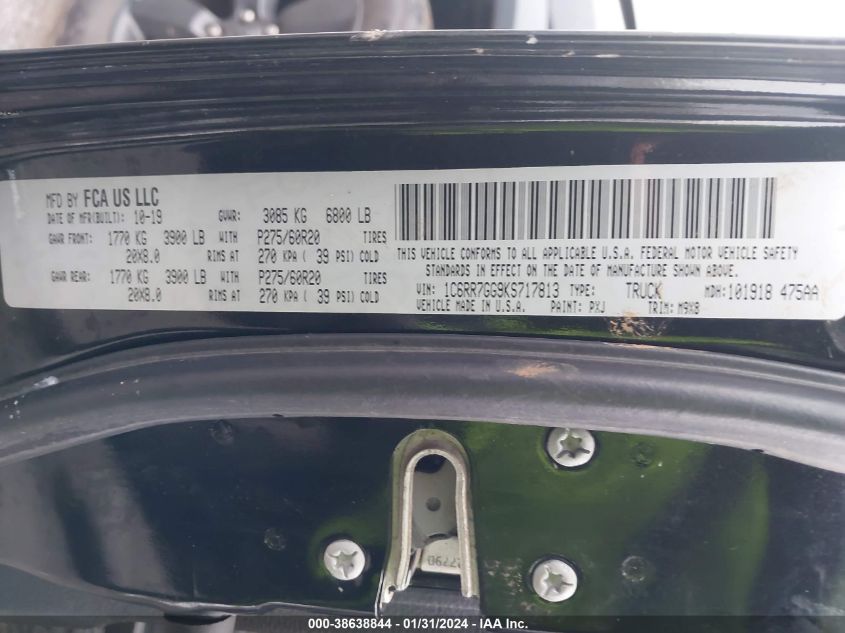 MFD BY FCA US LLC
DATE OF MFR(BUILT): 10-19 GVWR: 3085 KG 6800 LB
GAWR FRONT: 1770 KG 3900 LB WITH P275/60R20 TIRES
20X8.0 RIMS AT 270 KPA ( 39 PSI) COLD
GAWR REAR: 1770 KG 3900 LB WITH P275/60R20 TIRES
20X8.0 RIMS AT 270 KPA ( 39 PSI) COLD
THIS VEHICLE CONFORMS TO ALL APPLICABLE U.S.A. FEDERAL MOTOR VEHICLE SAFETY
STANDARDS IN EFFECT ON THE DATE OF MANUFACTURE SHOWN ABOVE.
VIN: 1C6RR7GG9KS717813 TYPE: TRUCK MDH:101918 475AA
VEHICLE MADE IN U.S.A. PAINT: PXJ TRIM: M9X8
000-38638844 / 01/31/2024 - © IAA Inc.